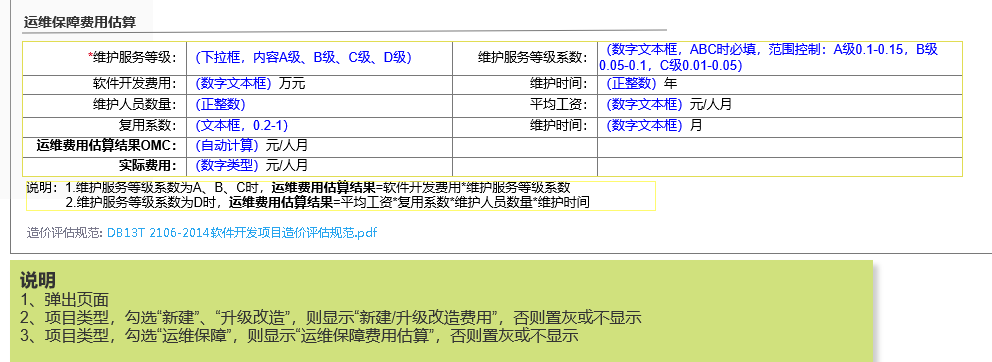 运维保障费用估算
*维护服务等级: (下拉框，内容A级、B级、C级、D级) 维护服务等级系数: (数字文本框，ABC时必填，范围控制：A级0.1-0.15，B级
0.05-0.1，C级0.01-0.05)
软件开发费用: (数字文本框) 万元 维护时间: (正整数) 年
维护人员数量: (正整数) 平均工资: (数字文本框) 元/人月
复用系数: (文本框，0.2-1) 维护时间: (数字文本框) 月
运维费用估算结果OMC: (自动计算) 元/人月
实际费用: (数字类型) 元/人月
说明：1.维护服务等级系数为A、B、C时，运维费用估算结果=软件开发费用*维护服务等级系数
2.维护服务等级系数为D时，运维费用估算结果=平均工资*复用系数*维护人员数量*维护时间
造价评估规范: DB13T 2106-2014软件开发项目造价评估规范.pdf
说明
1、弹出页面
2、项目类型，勾选“新建”、“升级改造”，则显示“新建/升级改造费用”，否则置灰或不显示
3、项目类型，勾选“运维保障”，则显示“运维保障费用估算”，否则置灰或不显示